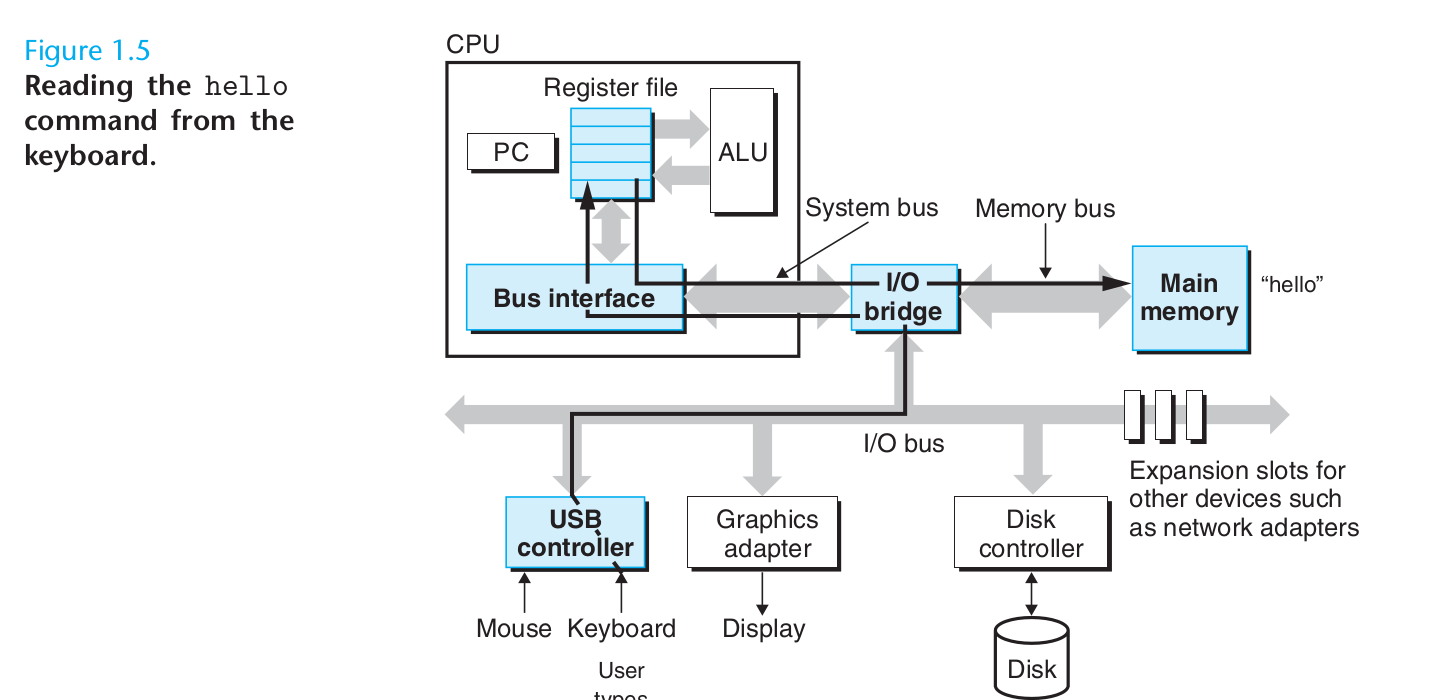 Figure 1.5
Reading the hello
command from the
keyboard.
CPU
Register file
PC
ALU
System bus
Memory bus
Bus interface
I/O
bridge
Main
memory
“hello”
I/O bus
Expansion slots for
other devices such
as network adapters
USB
controller
Graphics
adapter
Disk
controller
Mouse
Keyboard
Display
Disk
User
types